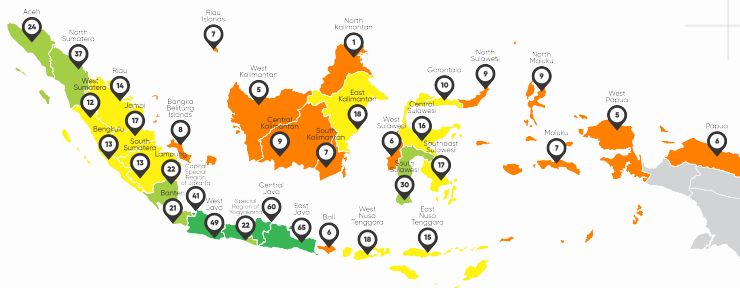 Aceh
24
North
Sumatera
37
West
Sumatera
12
Riau
14
Riau
Islands
7
Jambi
17
Bengkulu
13
South
Sumatera
13
Bangka
Belitung
Islands
8
Lampung
22
Capital
Special
Region
of Jakarta
41
Banten
21
West
Java
49
Special
Region of
Yogyakarta
22
Central
Java
60
East
Java
65
Bali
6
West
Nusa
Tenggara
18
East
Nusa
Tenggara
15
West
Kalimantan
5
Central
Kalimantan
9
South
Kalimantan
7
East
Kalimantan
18
North
Kalimantan
1
Gorontalo
10
North
Sulawesi
9
Central
Sulawesi
16
West
Sulawesi
6
South
Sulawesi
30
Southeast
Sulawesi
17
North
Maluku
9
Maluku
7
West
Papua
5
Papua
6